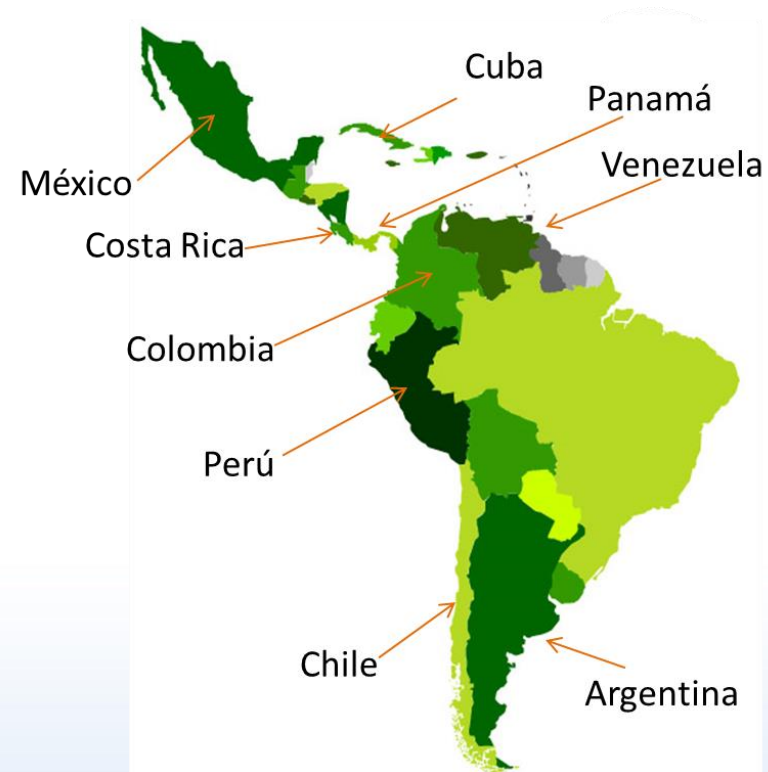 Cuba
Panamá
Venezuela
México
Costa Rica
Colombia
Perú
Chile
Argentina